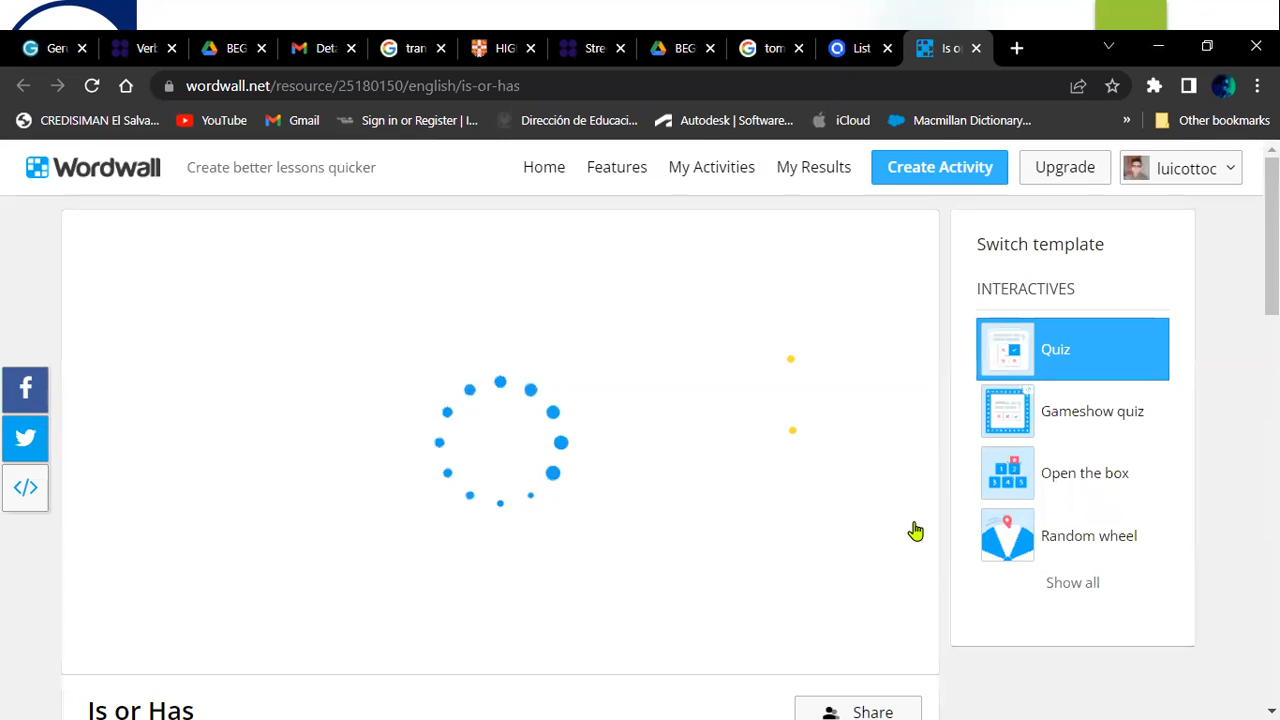 Ger
Verb
BEG
Deta
tran
HIG
Stre
BEG
tom
List
Is or
wordwall.net/resource/25180150/english/is-or-has
CREDISIMAN El Salva...
YouTube
Gmail
Sign in or Register | I...
Dirección de Educaci...
Autodesk | Software...
iCloud
Macmillan Dictionary...
»
Other bookmarks
Wordwall
Create better lessons quicker
Home
Features
My Activities
My Results
Create Activity
Upgrade
luicottoc
Switch template
INTERACTIVES
Quiz
Gameshow quiz
Open the box
Random wheel
Show all
</>
Is or Has
Share